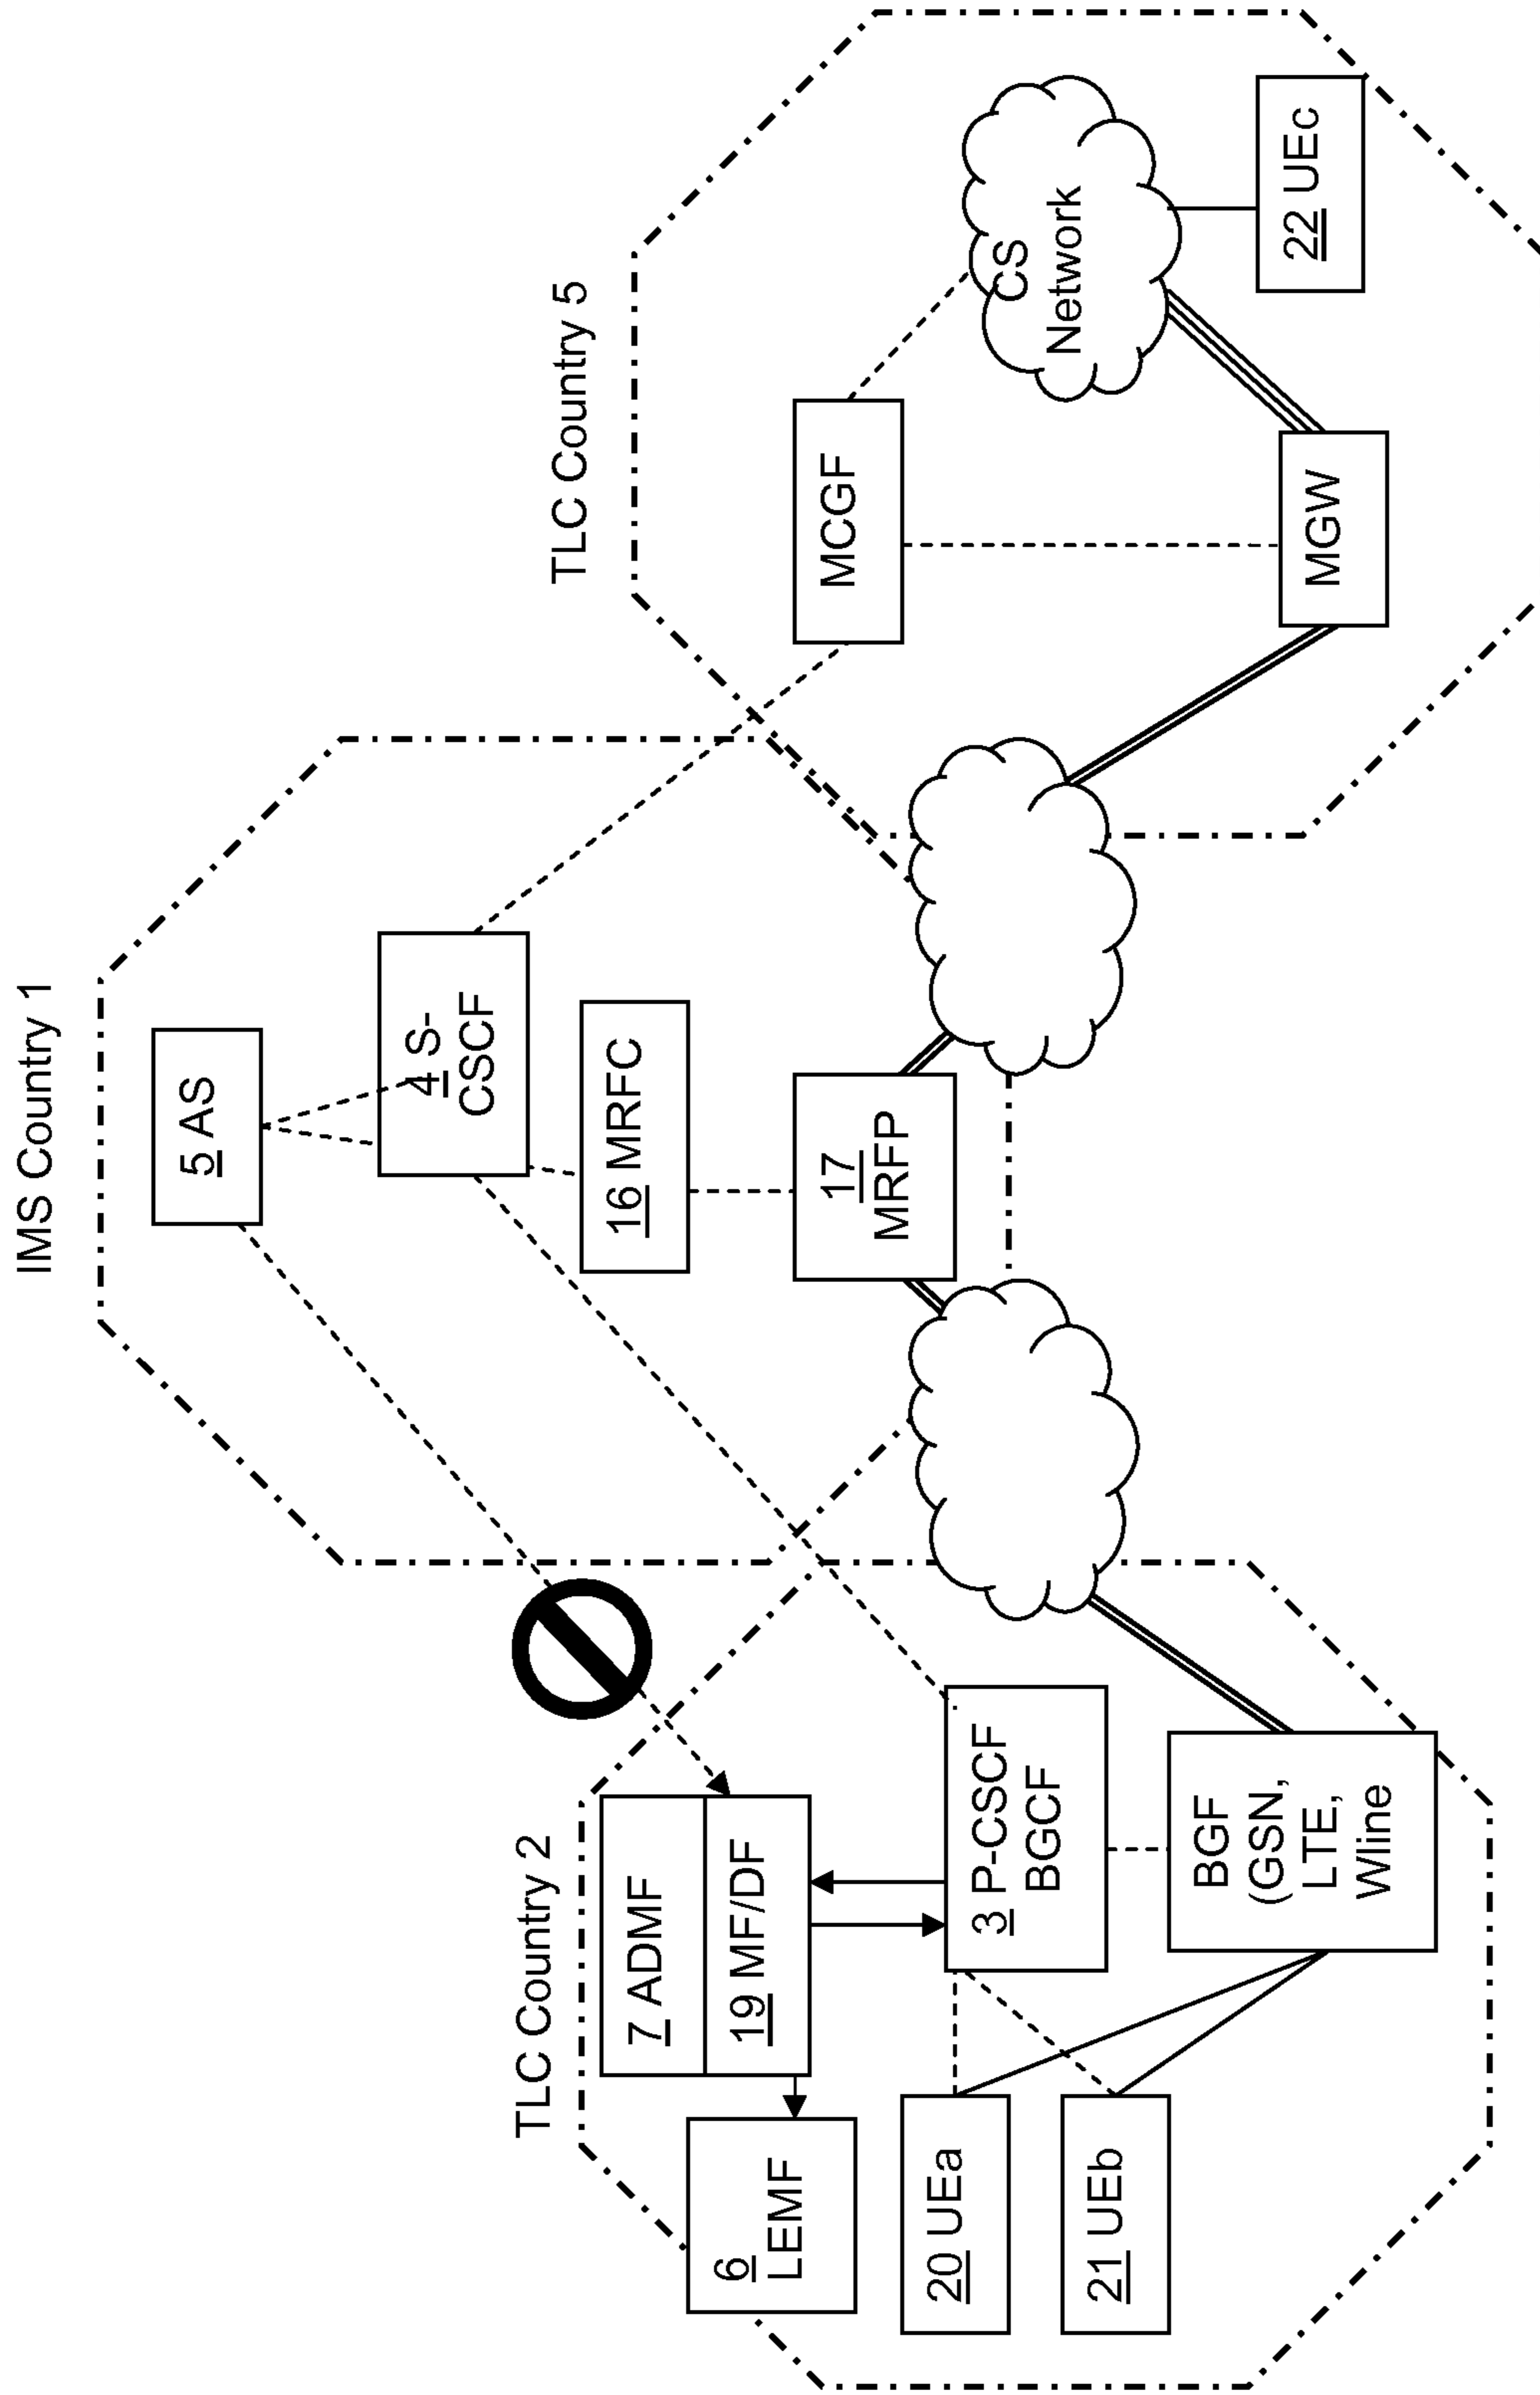 IMS Country 1
5 AS
4 S-
CSCF
16 MRFC
17
MRFP
TLC Country 2
7 ADMF
19 MF/DF
6
LEMF
3 P-CSCF
BGCF
20 UEa
21 UEb
BGF
(GSN,
LTE,
Wline
TLC Country 5
MCGF
CS
Network
MGW
22 UEc